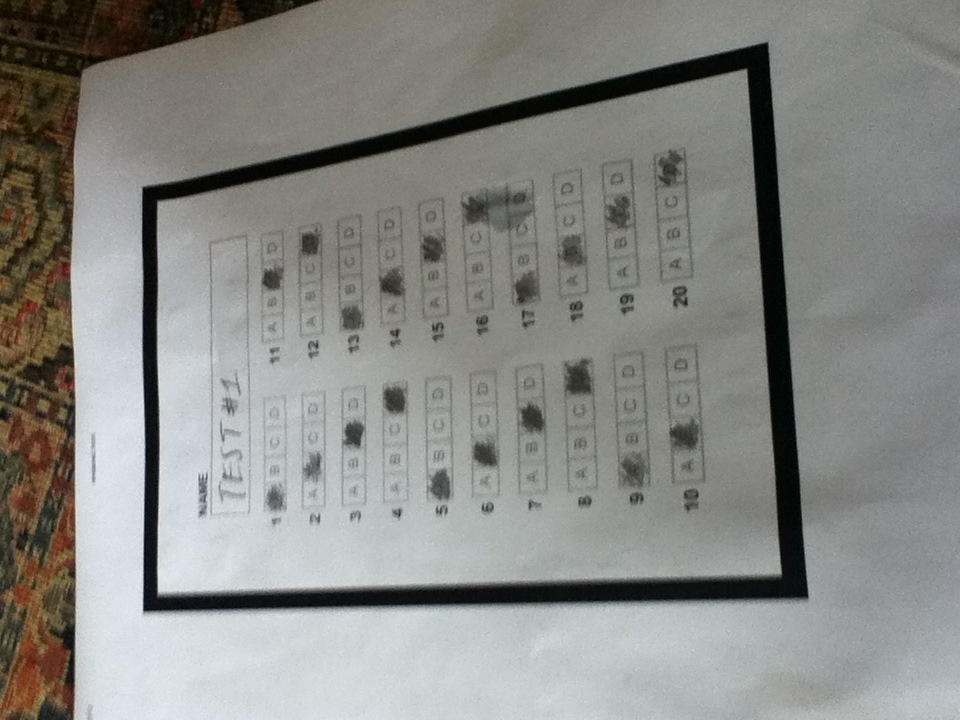 NAME
TEST #1
1 B C D
2 A C D
3 A B D
4 A B C
5 B C D
6 A C D
7 A B D
8 A B C
9 A B C D
10 A C D
11 A B D
12 A B C
13 B C D
14 A C D
15 A B D
16 A B C
17 B C D
18 A B C D
19 A B D
20 A B C